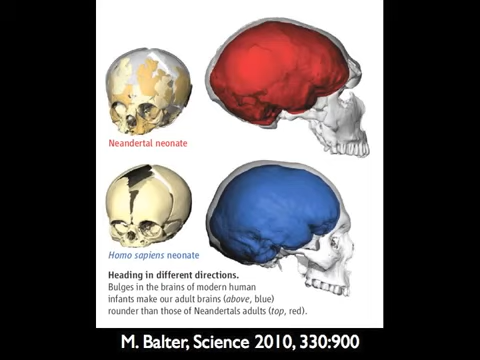 Neandertal neonate
Homo sapiens neonate
Heading in different directions.
Bulges in the brains of modern human
infants make our adult brains (above, blue)
rounder than those of Neandertals adults (top, red).
M. Balter, Science 2010, 330:900